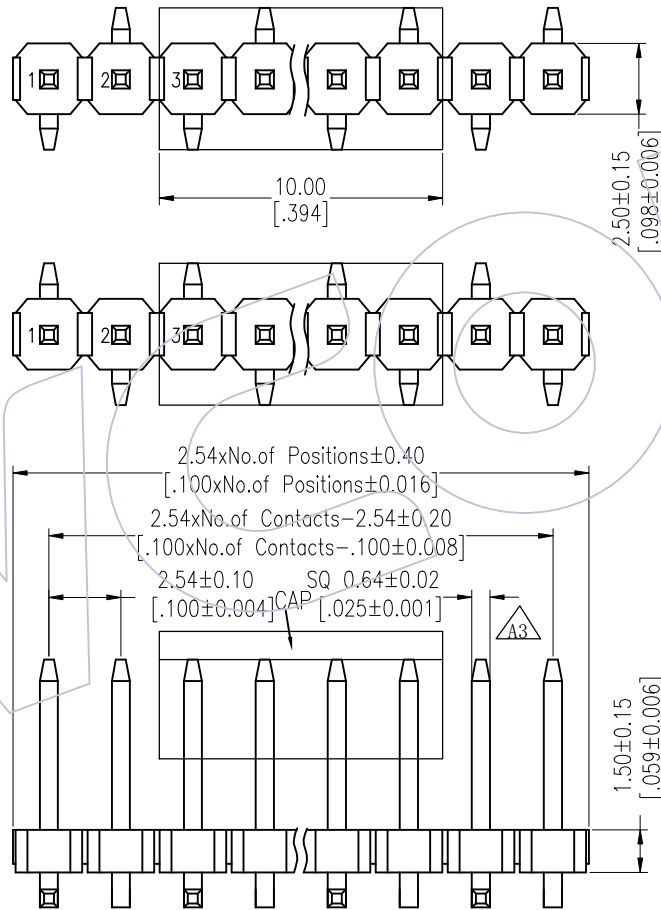 1 2 3
10.00
[.394]
2.50±0.15
[.098±0.006]
1 2 3
2.54xNo.of Positions±0.40
[.100xNo.of Positions±0.016]
2.54xNo.of Contacts-2.54±0.20
[.100xNo.of Contacts-.100±0.008]
2.54±0.10 SQ 0.64±0.02
[.100±0.004] CAP [.025±0.001]
A3
1.50±0.15
[.059±0.006]